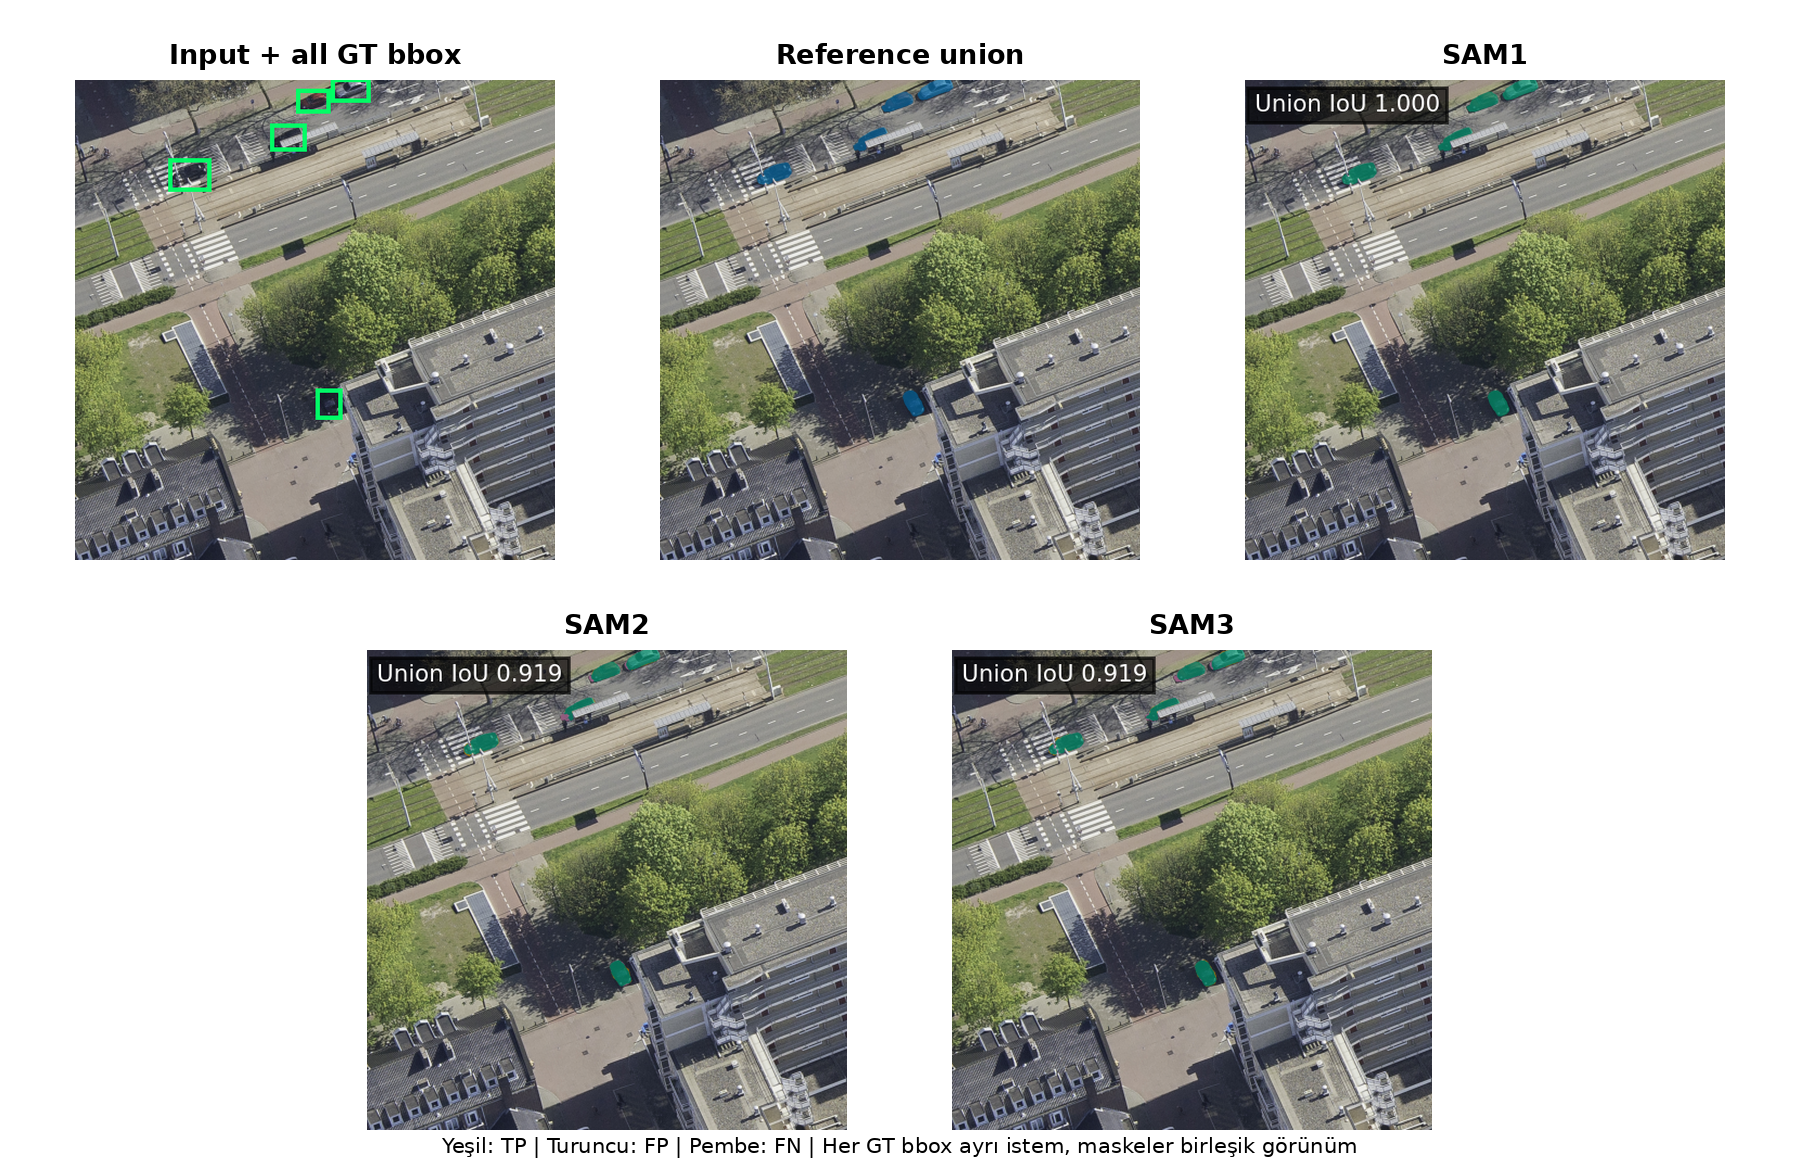 Input + all GT bbox
Reference union
SAM1
Union IoU 1.000
SAM2
SAM3
Union IoU 0.919
Union IoU 0.919
Yeşil: TP | Turuncu: FP | Pembe: FN | Her GT bbox ayrı istem, maskeler birleşik görünüm